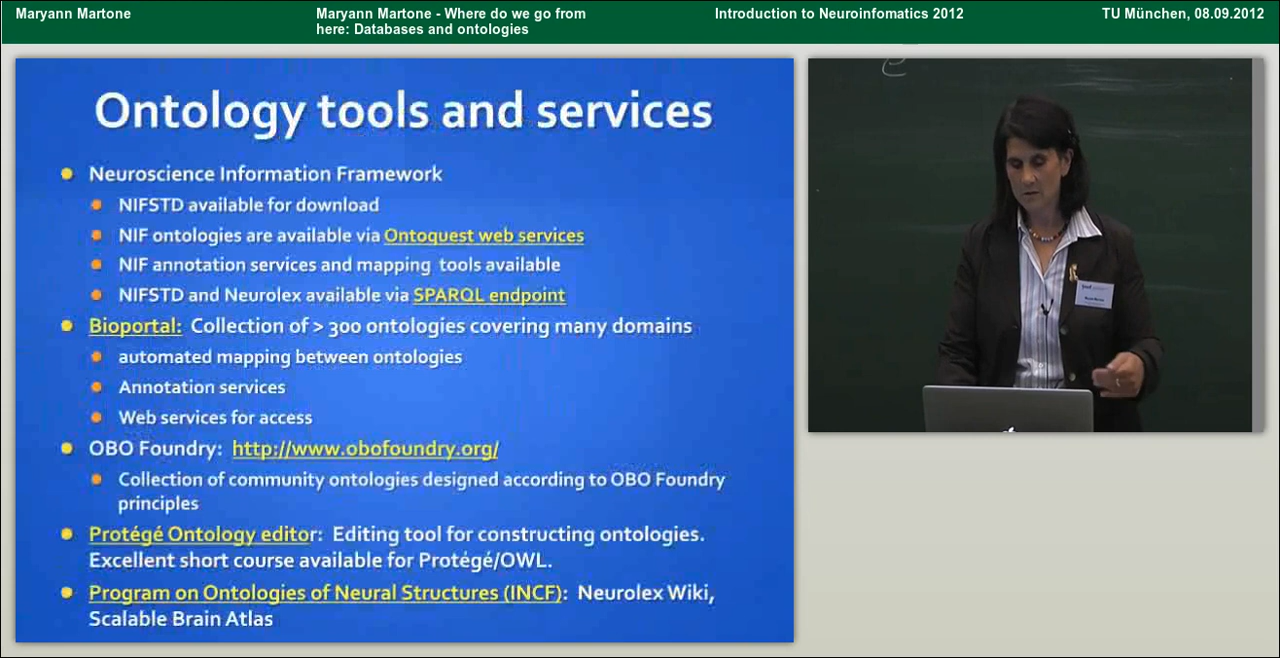 Maryann Martone
Maryann Martone - Where do we go from
here: Databases and ontologies
Introduction to Neuroinfomatics 2012
TU München, 08.09.2012
Ontology tools and services
Neuroscience Information Framework
NIFSTD available for download
NIF ontologies are available via Ontoquest web services
NIF annotation services and mapping tools available
NIFSTD and Neurolex available via SPARQL endpoint
Bioportal: Collection of > 300 ontologies covering many domains
automated mapping between ontologies
Annotation services
Web services for access
OBO Foundry: http://www.obofoundry.org/
Collection of community ontologies designed according to OBO Foundry
principles
Protégé Ontology editor: Editing tool for constructing ontologies.
Excellent short course available for Protégé/OWL.
Program on Ontologies of Neural Structures (INCF): Neurolex Wiki,
Scalable Brain Atlas